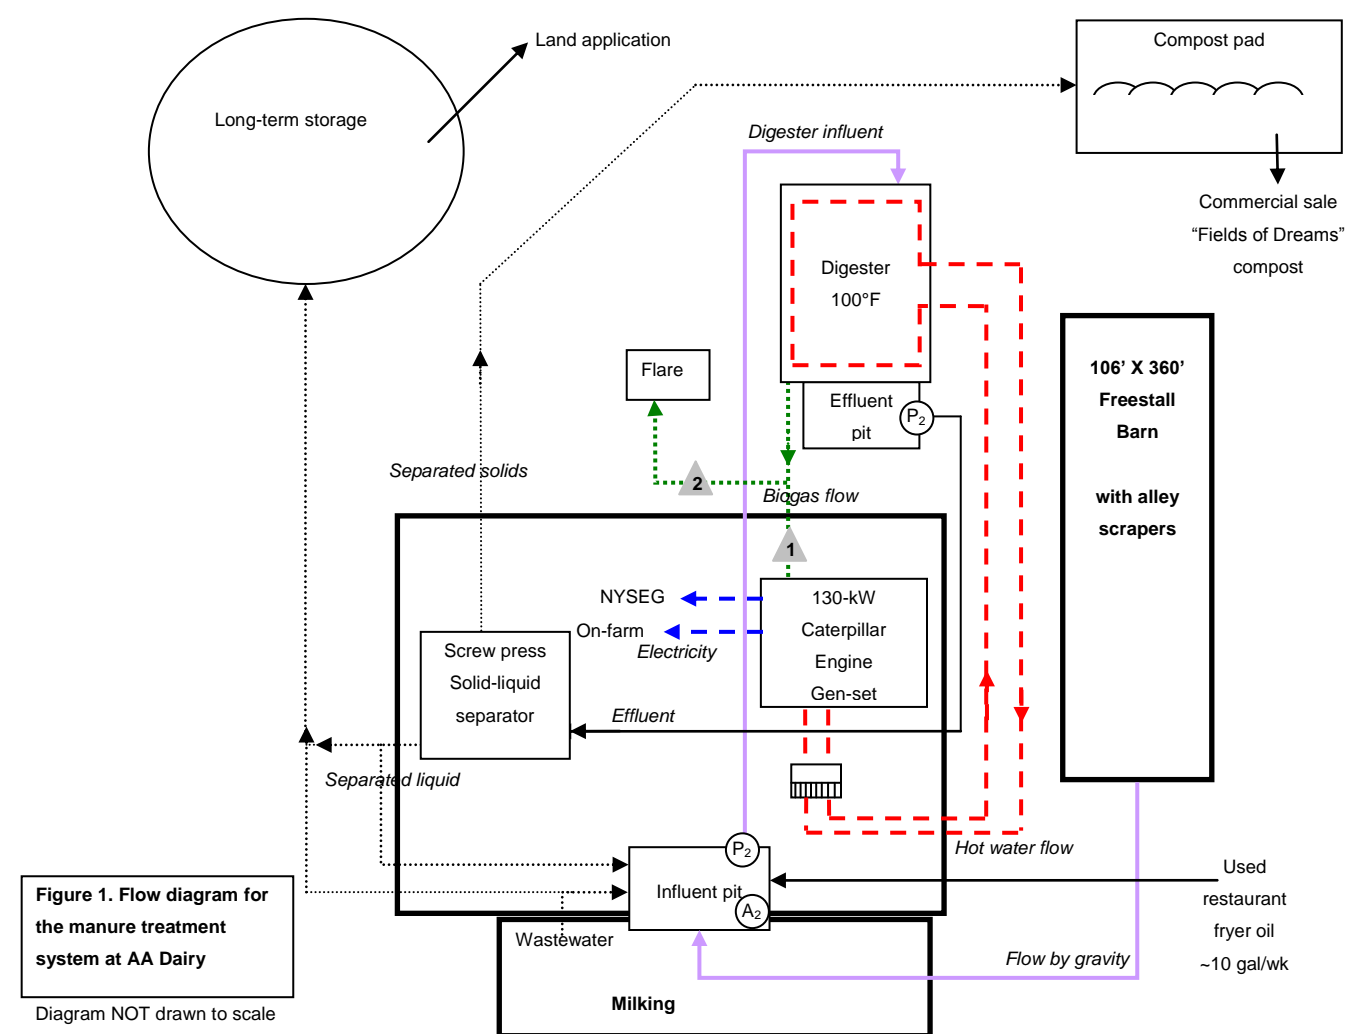 Land application
Long-term storage
Compost pad
Commercial sale
“Fields of Dreams”
compost
Digester influent
Digester
100°F
Effluent
pit
P2
Flare
106’ X 360’
Freestall
Barn
with alley
scrapers
Separated solids
2
Biogas flow
1
NYSEG
On-farm
Electricity
130-kW
Caterpillar
Engine
Gen-set
Screw press
Solid-liquid
separator
Effluent
Separated liquid
Hot water flow
P2
Influent pit
A2
Used
restaurant
fryer oil
~10 gal/wk
Wastewater
Flow by gravity
Milking
Figure 1. Flow diagram for
the manure treatment
system at AA Dairy
Diagram NOT drawn to scale